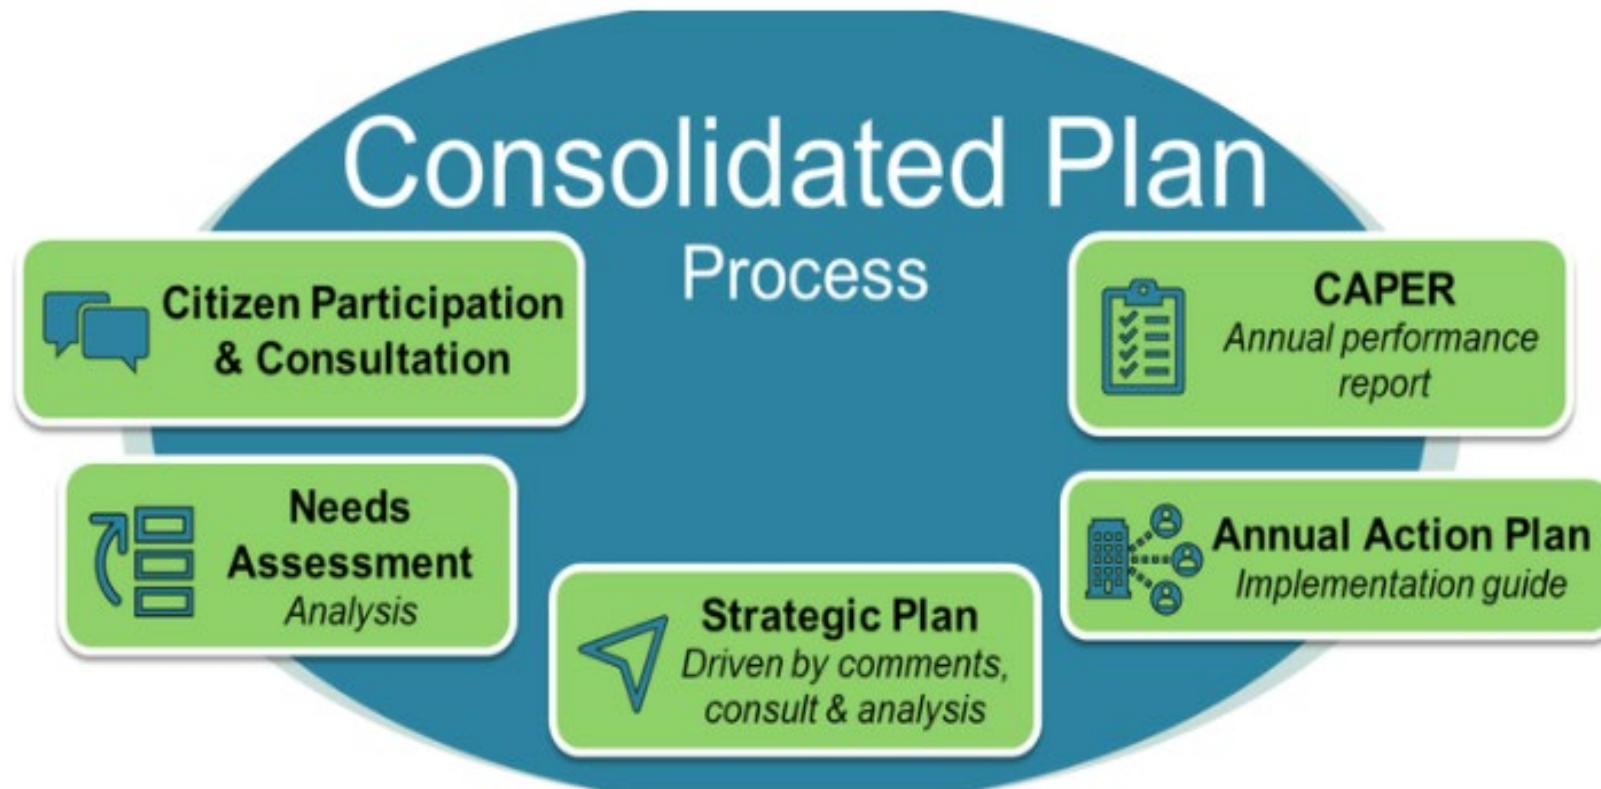 Consolidated Plan
Process
Citizen Participation
& Consultation
Needs
Assessment
Analysis
Strategic Plan
Driven by comments,
consult & analysis
Annual Action Plan
Implementation guide
CAPER
Annual performance
report